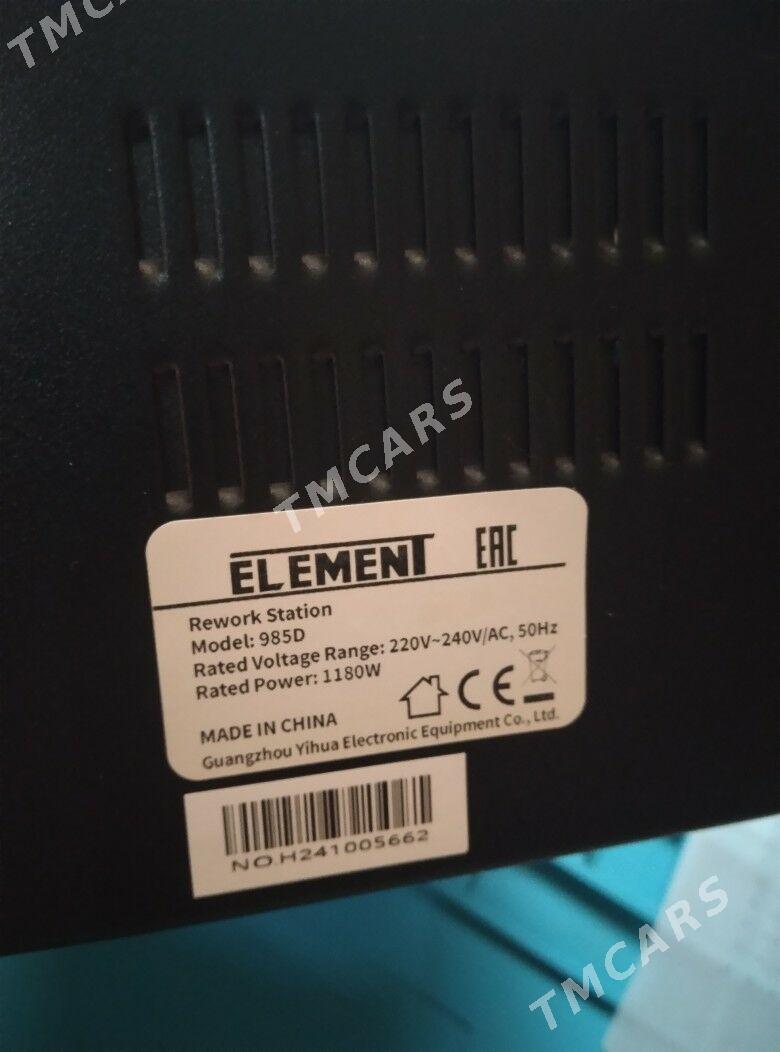 TMCARS
TMCARS
ELEMENT EAC
Rework Station
Model: 985D
Rated Voltage Range: 220V~240V/AC, 50Hz
Rated Power: 1180W
CE
MADE IN CHINA
Guangzhou Yihua Electronic Equipment Co., Ltd.
NO.H241005662
TMCARS